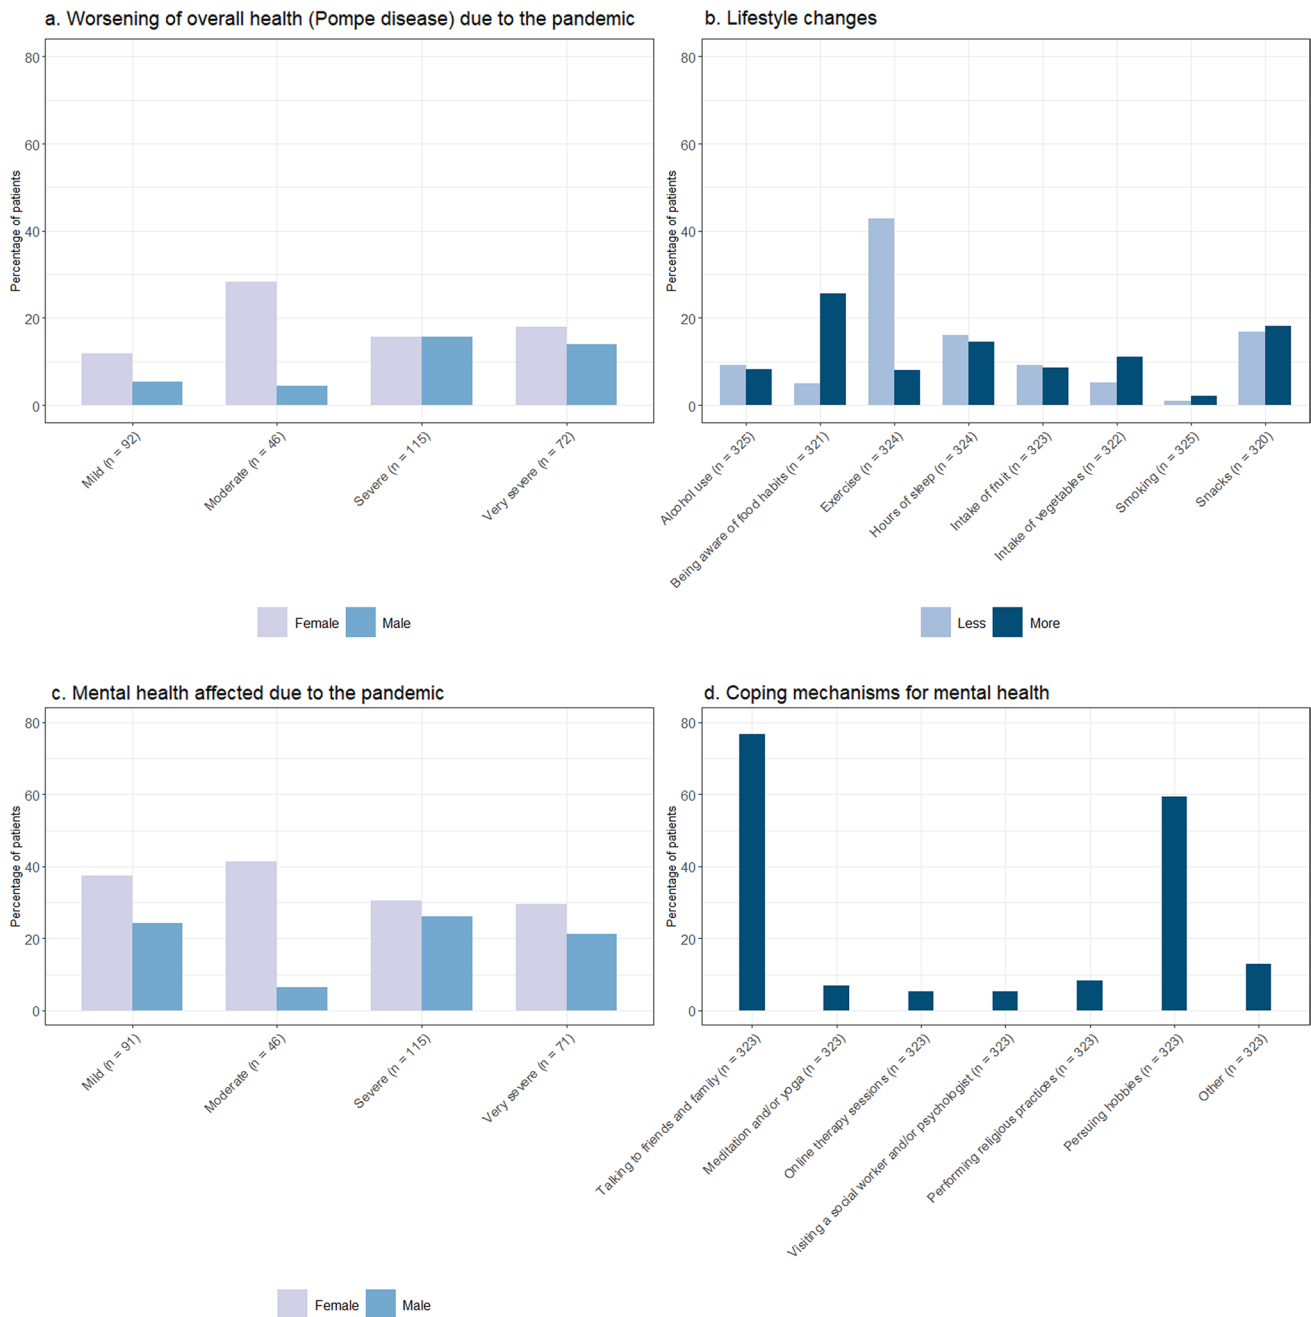 a. Worsening of overall health (Pompe disease) due to the pandemic
Percentage of patients
80
60
40
20
0
Mild (n = 92)
Moderate (n = 46)
Severe (n = 115)
Very severe (n = 72)
Female
Male
b. Lifestyle changes
Percentage of patients
80
60
40
20
0
Alcohol use (n = 325)
Being aware of food habits (n = 321)
Exercise (n = 324)
Hours of sleep (n = 324)
Intake of fruit (n = 323)
Intake of vegetables (n = 322)
Smoking (n = 325)
Snacks (n = 320)
Less
More
c. Mental health affected due to the pandemic
Percentage of patients
80
60
40
20
0
Mild (n = 91)
Moderate (n = 46)
Severe (n = 115)
Very severe (n = 71)
Female
Male
d. Coping mechanisms for mental health
Percentage of patients
80
60
40
20
0
Talking to friends and family (n = 323)
Meditation and/or yoga (n = 323)
Online therapy sessions (n = 323)
Visiting a social worker and/or psychologist (n = 323)
Performing religious practices (n = 323)
Persuing hobbies (n = 323)
Other (n = 323)